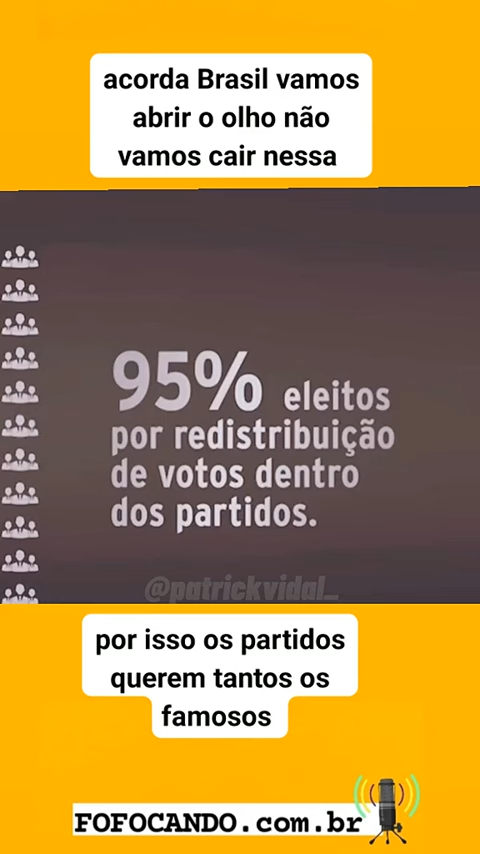 acorda Brasil vamos
abrir o olho não
vamos cair nessa
95% eleitos
por redistribuição
de votos dentro
dos partidos.
@patrickvidal_
por isso os partidos
querem tantos os
famosos
FOFOCANDO.com.br